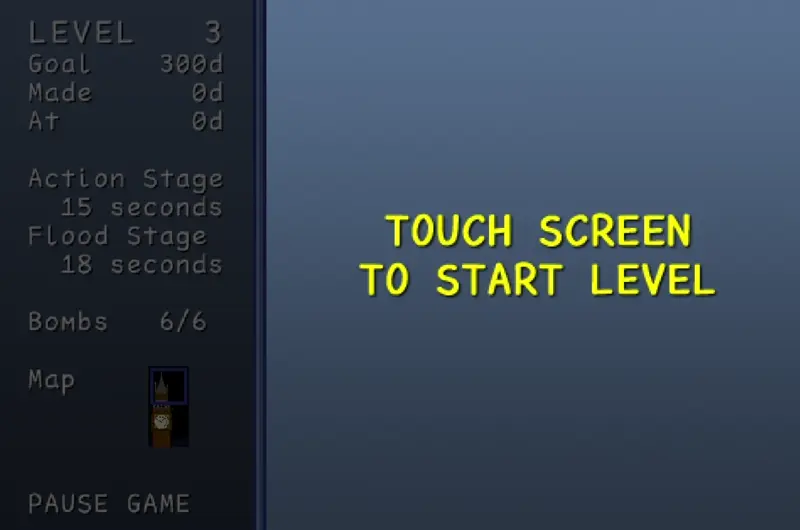 LEVEL 3
Goal 300d
Made 0d
At 0d
Action Stage
15 seconds
Flood Stage
18 seconds
Bombs 6/6
Map
PAUSE GAME
TOUCH SCREEN
TO START LEVEL